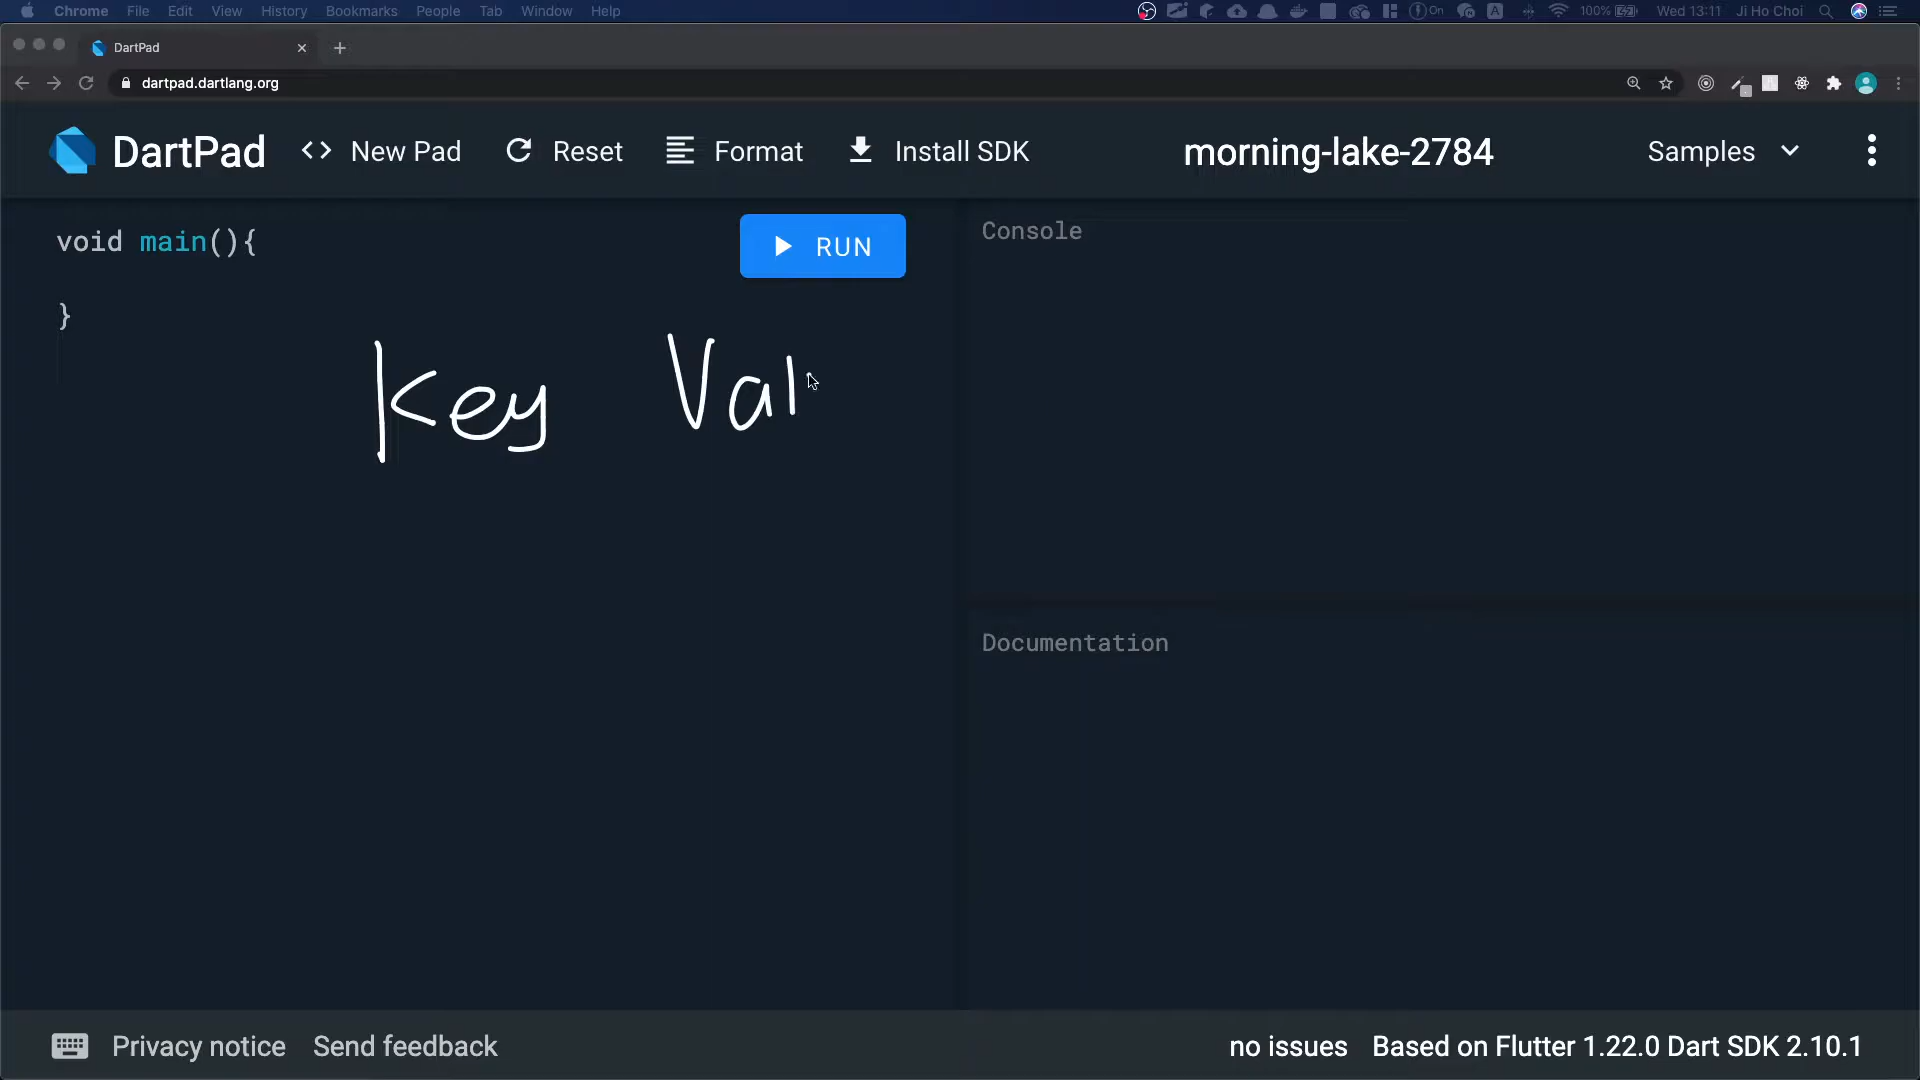 Chrome File Edit View History Bookmarks People Tab Window Help On 100% Wed 13:11 Ji Ho Choi
DartPad
dartpad.dartlang.org
DartPad <> New Pad Reset Format Install SDK morning-lake-2784 Samples
void main(){
RUN
Console
}
Key Val
Documentation
Privacy notice Send feedback no issues Based on Flutter 1.22.0 Dart SDK 2.10.1